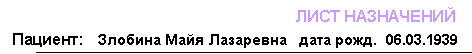 ЛИСТ НАЗНАЧЕНИЙ
Пациент: Злобина Майя Лазаревна дата рожд. 06.03.1939